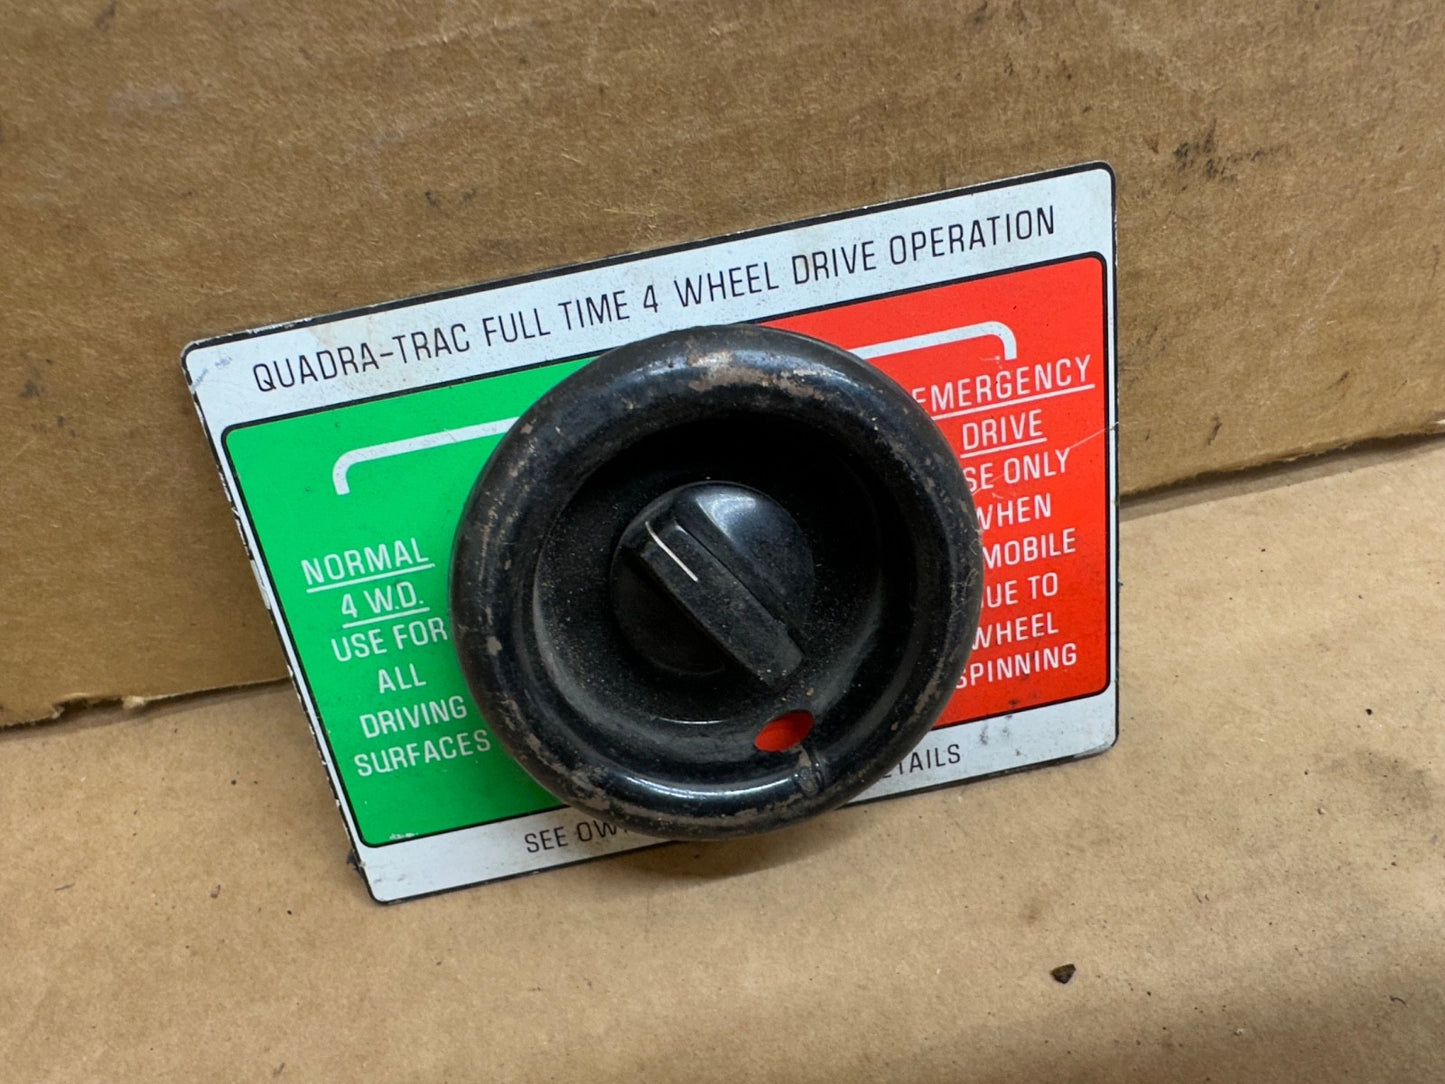 QUADRA-TRAC FULL TIME 4 WHEEL DRIVE OPERATION
NORMAL
4 W.D.
USE FOR
ALL
DRIVING
SURFACES
EMERGENCY
DRIVE
SE ONLY
WHEN
MOBILE
UE TO
WHEEL
SPINNING
SEE OW
ETAILS